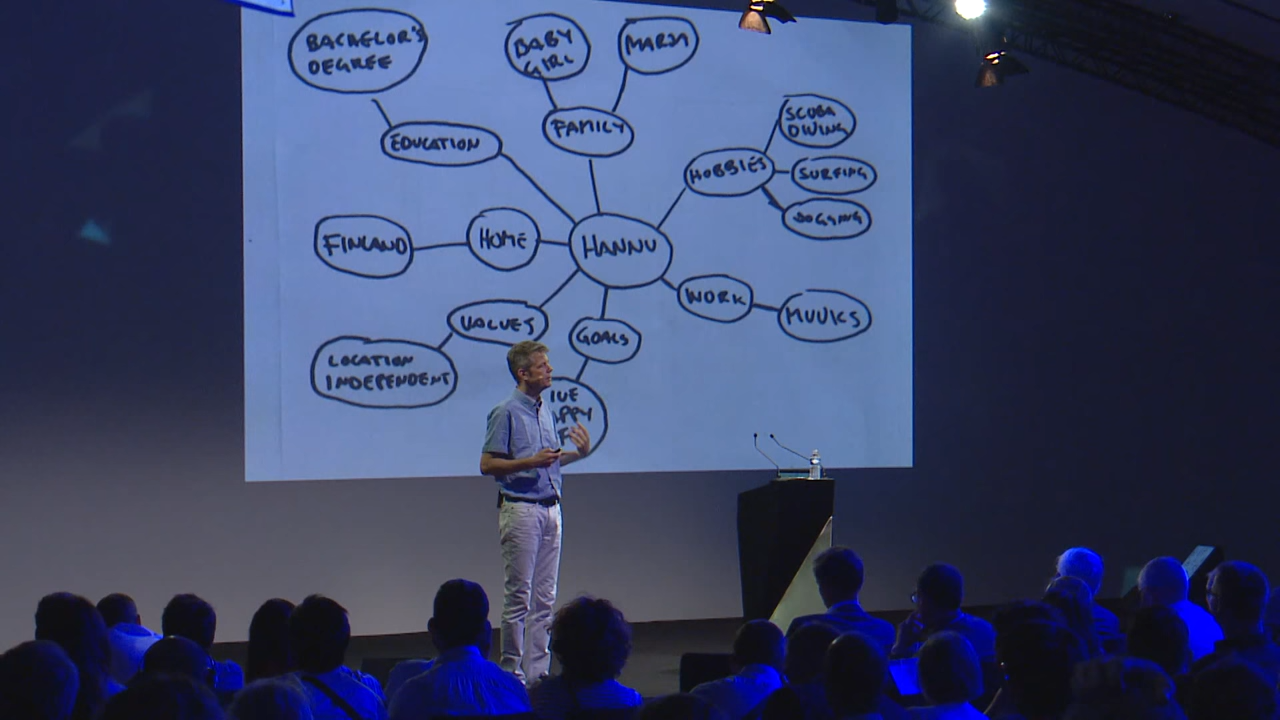 BACHELOR'S
DEGREE
BABY
GIRL
MARJA
EDUCATION
FAMILY
SCUBA
DIVING
HOBBIES
SURFING
JOGGING
FINLAND
HOME
HANNU
WORK
MUUKS
VALUES
GOALS
LOCATION
INDEPENDENT